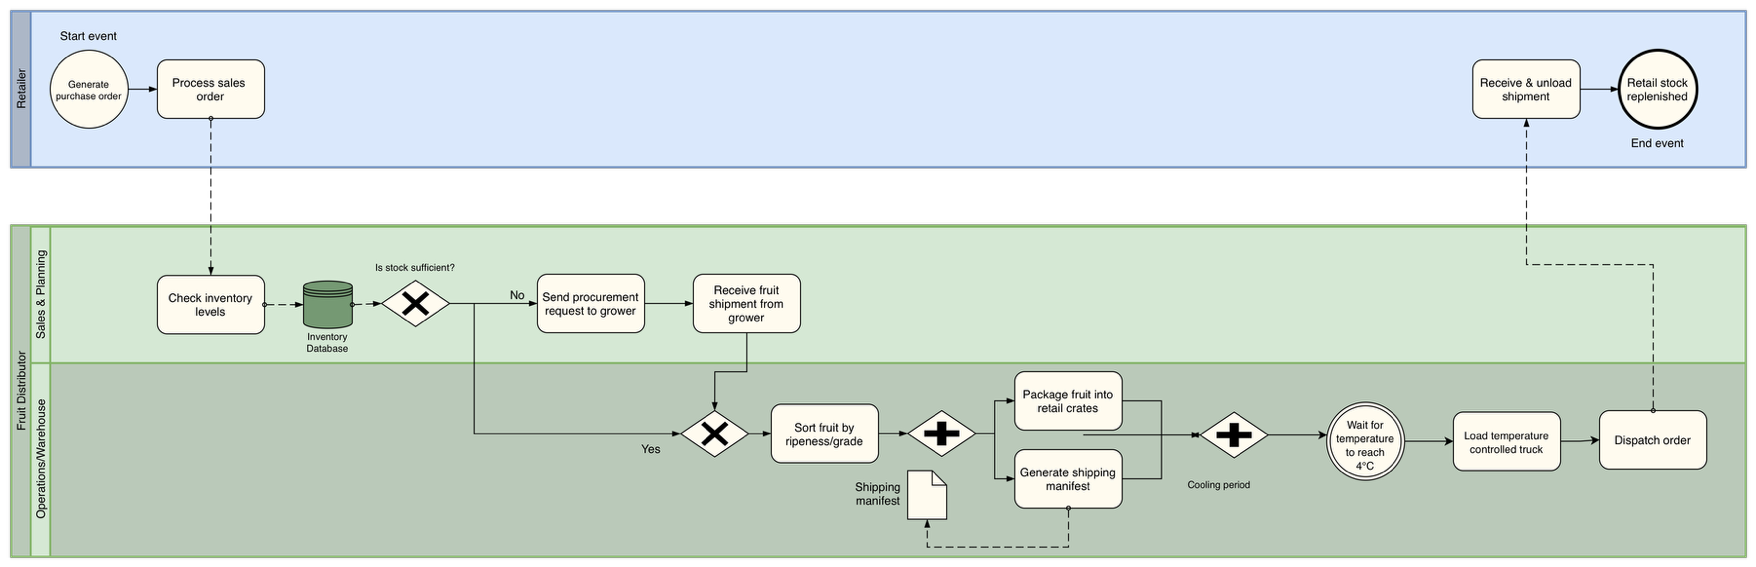 Retailer
Start event
Generate
purchase order
Process sales
order
Receive & unload
shipment
Retail stock
replenished
End event
Fruit Distributor
Sales & Planning
Check inventory
levels
Inventory
Database
Is stock sufficient?
No
Send procurement
request to grower
Receive fruit
shipment from
grower
Operations/Warehouse
Yes
Sort fruit by
ripeness/grade
Package fruit into
retail crates
Generate shipping
manifest
Shipping
manifest
Cooling period
Wait for
temperature
to reach
4°C
Load temperature
controlled truck
Dispatch order